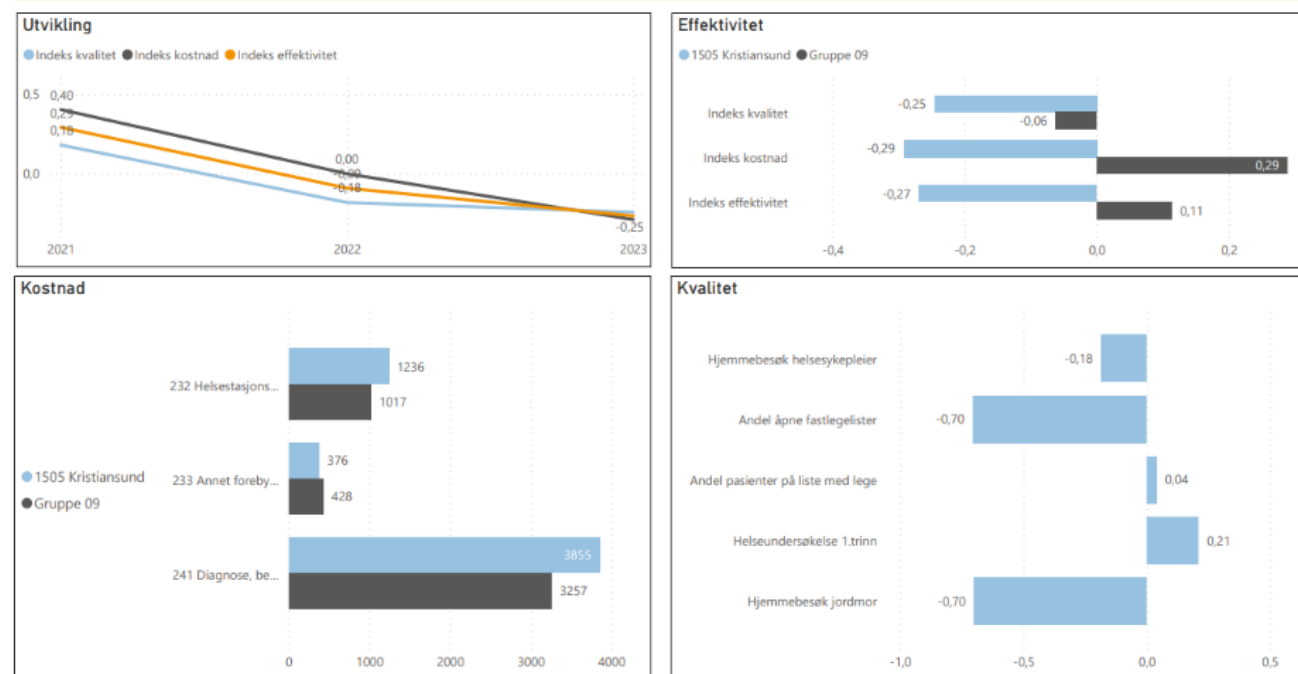 Utvikling
Indeks kvalitet Indeks kostnad Indeks effektivitet
0,5
0,40
0,29
0,18
0,00
0,0
-0,09
-0,18
-0,25
2021
2022
2023
Effektivitet
1505 Kristiansund Gruppe 09
Indeks kvalitet
-0,25
-0,06
Indeks kostnad
-0,29
0,29
Indeks effektivitet
-0,27
0,11
-0,4
-0,2
0,0
0,2
Kostnad
1505 Kristiansund
Gruppe 09
232 Helsestasjons...
1236
1017
233 Annet foreby...
376
428
241 Diagnose, be...
3855
3257
0
1000
2000
3000
4000
Kvalitet
Hjemmebesøk helsesykepleier
-0,18
Andel åpne fastlegelister
-0,70
Andel pasienter på liste med lege
0,04
Helseundersøkelse 1.trinn
0,21
Hjemmebesøk jordmor
-0,70
-1,0
-0,5
0,0
0,5